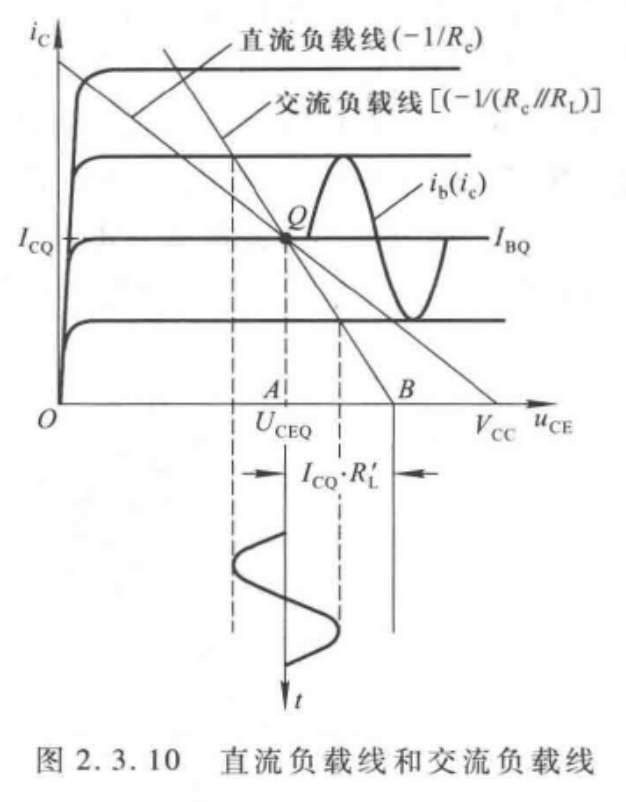 i_C
直流负载线(-1/R_c)
交流负载线[(-1/(R_c//R_L)]
i_b(i_c)
Q
I_CQ
I_BQ
A
B
O
U_CEQ
V_CC
u_CE
I_CQ·R'_L
t
图 2.3.10 直流负载线和交流负载线